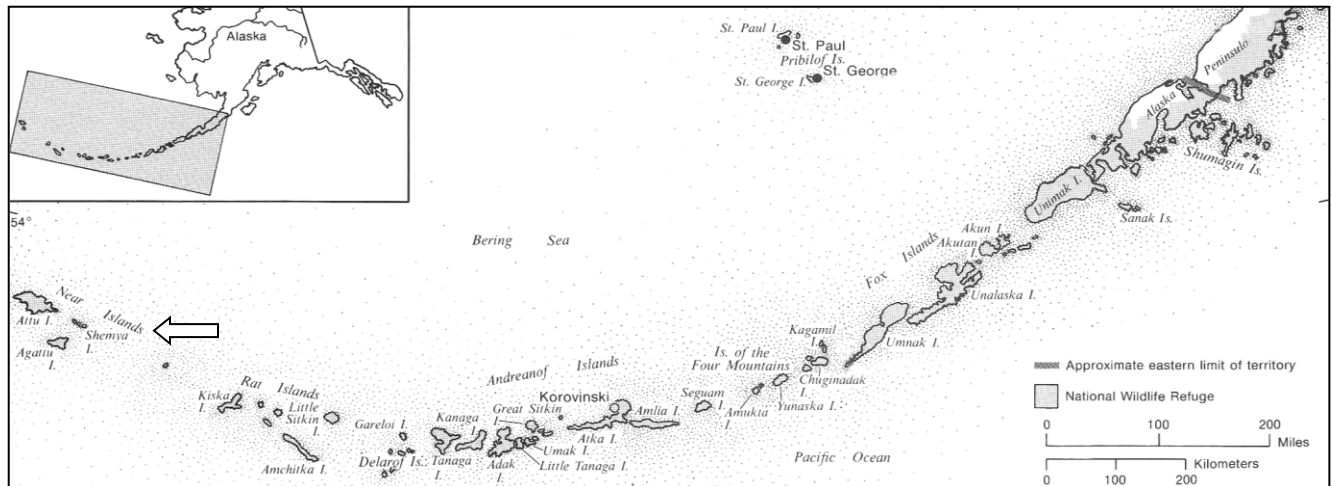 Alaska
St. Paul I.
St. Paul
Pribilof Is.
St. George
St. George I.
Alaska
Peninsulo
Shumagin Is.
Unimak I.
Sanak Is.
54°
Bering Sea
Akun I.
Akutan
I.
Fox Islands
Unalaska I.
Umnak I.
Near
Islands
Attu I.
Shemya
I.
Agattu
I.
Kagamil
I.
Is. of the
Four Mountains
Chuginadak
I.
Yunaska I.
Amukta
I.
Seguam
I.
Andreanof Islands
Korovinski
Amlia I.
Atka I.
Great Sitkin
I.
Umak I.
Little Tanaga I.
Adak
I.
Kanaga
I.
Tanaga
I.
Gareloi I.
Delarof Is.
Rat Islands
Kiska
I.
Little
Sitkin
I.
Amchitka I.
Pacific Ocean
Approximate eastern limit of territory
National Wildlife Refuge
0 100 200
Miles
Kilometers
0 100 200